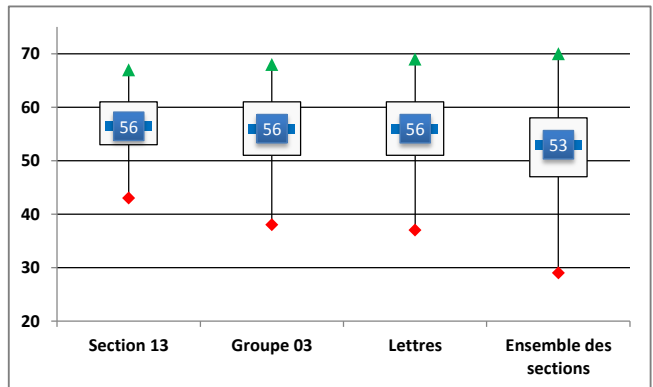 70
60
50
40
30
20
56
56
56
53
Section 13
Groupe 03
Lettres
Ensemble des
sections